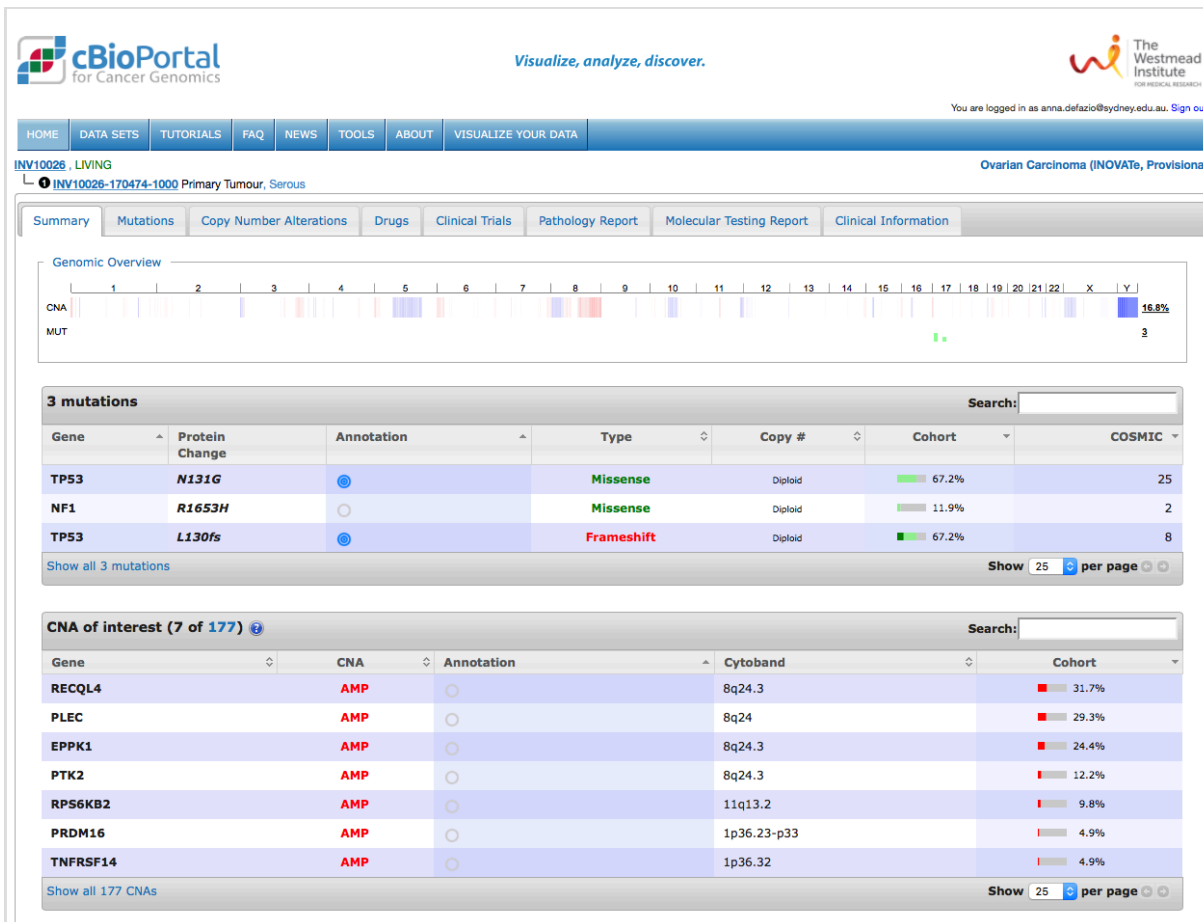 cBioPortal
for Cancer Genomics
Visualize, analyze, discover.
The
Westmead
Institute
FOR MEDICAL RESEARCH
You are logged in as anna.defazio@sydney.edu.au. Sign ou
HOME DATA SETS TUTORIALS FAQ NEWS TOOLS ABOUT VISUALIZE YOUR DATA
INV10026 , LIVING Ovarian Carcinoma (INOVATe, Provisiona
1 INV10026-170474-1000 Primary Tumour, Serous
Summary Mutations Copy Number Alterations Drugs Clinical Trials Pathology Report Molecular Testing Report Clinical Information
Genomic Overview
1 2 3 4 5 6 7 8 9 10 11 12 13 14 15 16 17 18 19 20 21 22 X Y
CNA 16.8%
MUT 3
3 mutations Search:
Gene Protein Change Annotation Type Copy # Cohort COSMIC
TP53 N131G Missense Diploid 67.2% 25
NF1 R1653H Missense Diploid 11.9% 2
TP53 L130fs Frameshift Diploid 67.2% 8
Show all 3 mutations Show 25 per page
CNA of interest (7 of 177) ? Search:
Gene CNA Annotation Cytoband Cohort
RECQL4 AMP 8q24.3 31.7%
PLEC AMP 8q24 29.3%
EPPK1 AMP 8q24.3 24.4%
PTK2 AMP 8q24.3 12.2%
RPS6KB2 AMP 11q13.2 9.8%
PRDM16 AMP 1p36.23-p33 4.9%
TNFRSF14 AMP 1p36.32 4.9%
Show all 177 CNAs Show 25 per page